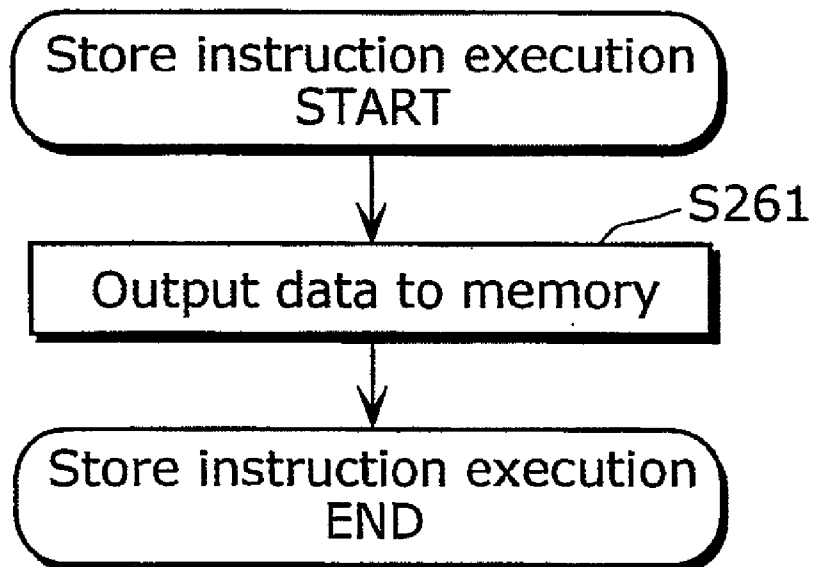 Store instruction execution
START
S261
Output data to memory
Store instruction execution
END